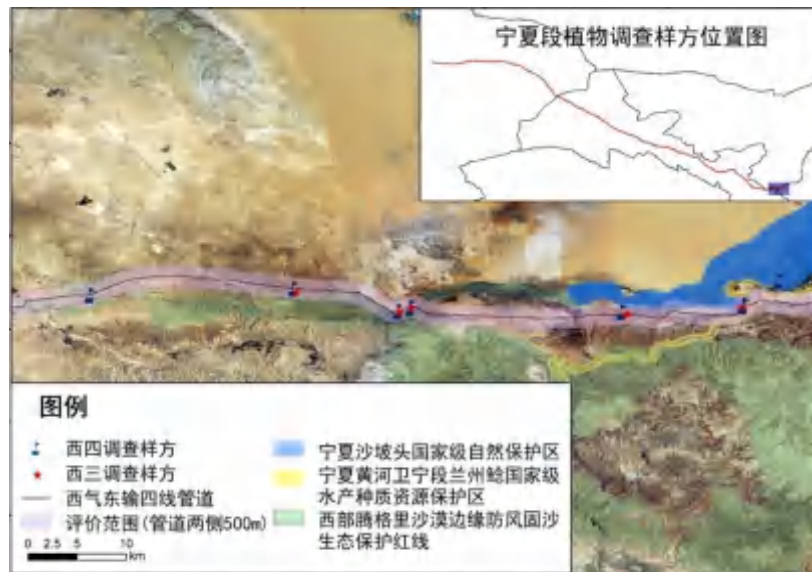 宁夏段植物调查样方位置图
图例
西四调查样方
西三调查样方
西气东输四线管道
评价范围(管道两侧500m)
0 2.5 5 10
km
宁夏沙坡头国家级自然保护区
宁夏黄河卫宁段兰州鲶国家级
水产种质资源保护区
西部腾格里沙漠边缘防风固沙
生态保护红线